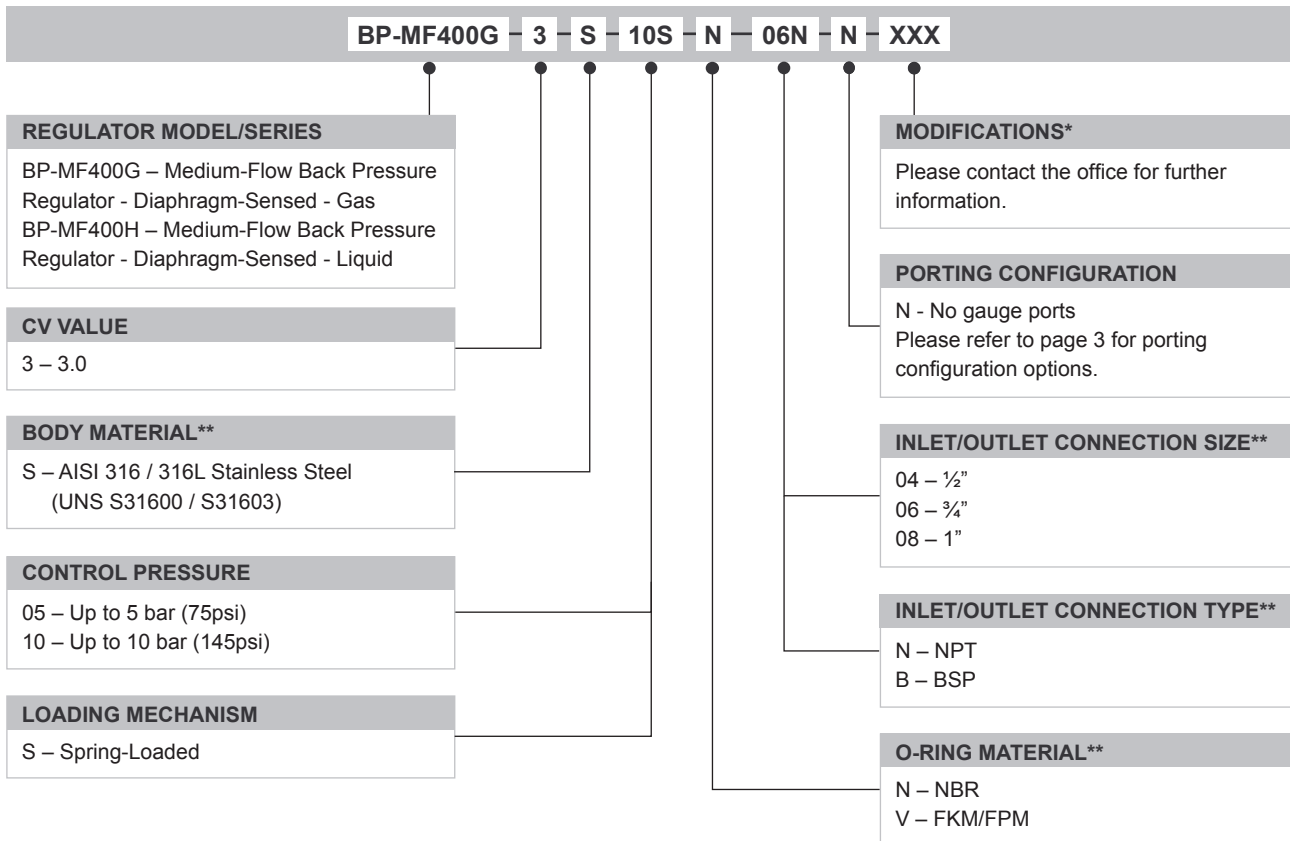 BP-MF400G - 3 - S - 10S - N - 06N - N - XXX
REGULATOR MODEL/SERIES
BP-MF400G – Medium-Flow Back Pressure
Regulator - Diaphragm-Sensed - Gas
BP-MF400H – Medium-Flow Back Pressure
Regulator - Diaphragm-Sensed - Liquid
CV VALUE
3 – 3.0
BODY MATERIAL**
S – AISI 316 / 316L Stainless Steel
(UNS S31600 / S31603)
CONTROL PRESSURE
05 – Up to 5 bar (75psi)
10 – Up to 10 bar (145psi)
LOADING MECHANISM
S – Spring-Loaded
MODIFICATIONS*
Please contact the office for further
information.
PORTING CONFIGURATION
N - No gauge ports
Please refer to page 3 for porting
configuration options.
INLET/OUTLET CONNECTION SIZE**
04 – ½”
06 – ¾”
08 – 1”
INLET/OUTLET CONNECTION TYPE**
N – NPT
B – BSP
O-RING MATERIAL**
N – NBR
V – FKM/FPM